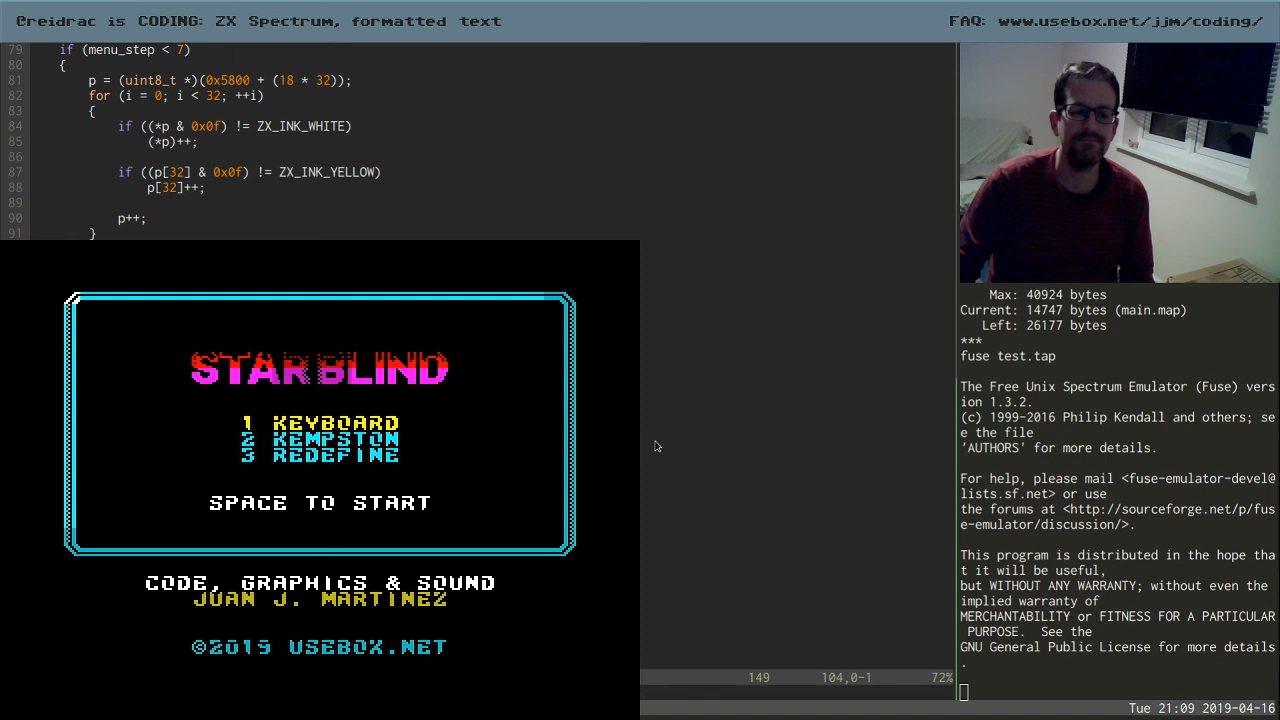 @reidrac is CODING: ZX Spectrum, formatted text
FAQ: www.usebox.net/jjm/coding/
79 if (menu_step < 7)
80 {
81 p = (uint8_t *)(0x5800 + (18 * 32));
82 for (i = 0; i < 32; ++i)
83 {
84 if ((*p & 0x0f) != ZX_INK_WHITE)
85 (*p)++;
86
87 if ((p[32] & 0x0f) != ZX_INK_YELLOW)
88 p[32]++;
89
90 p++;
91 }
STARBLIND
1 KEYBOARD
2 KEMPSTON
3 REDEFINE
SPACE TO START
CODE, GRAPHICS & SOUND
JUAN J. MARTINEZ
©2019 USEBOX.NET
149 104,0-1 72%
Max: 40924 bytes
Current: 14747 bytes (main.map)
Left: 26177 bytes
***
fuse test.tap
The Free Unix Spectrum Emulator (Fuse) vers
ion 1.3.2.
(c) 1999-2016 Philip Kendall and others; se
e the file
'AUTHORS' for more details.
For help, please mail <fuse-emulator-devel@
lists.sf.net> or use
the forums at <http://sourceforge.net/p/fus
e-emulator/discussion/>.
This program is distributed in the hope tha
t it will be useful,
but WITHOUT ANY WARRANTY; without even the
implied warranty of
MERCHANTABILITY or FITNESS FOR A PARTICULAR
PURPOSE.  See the
GNU General Public License for more details
.
Tue 21:09 2019-04-16